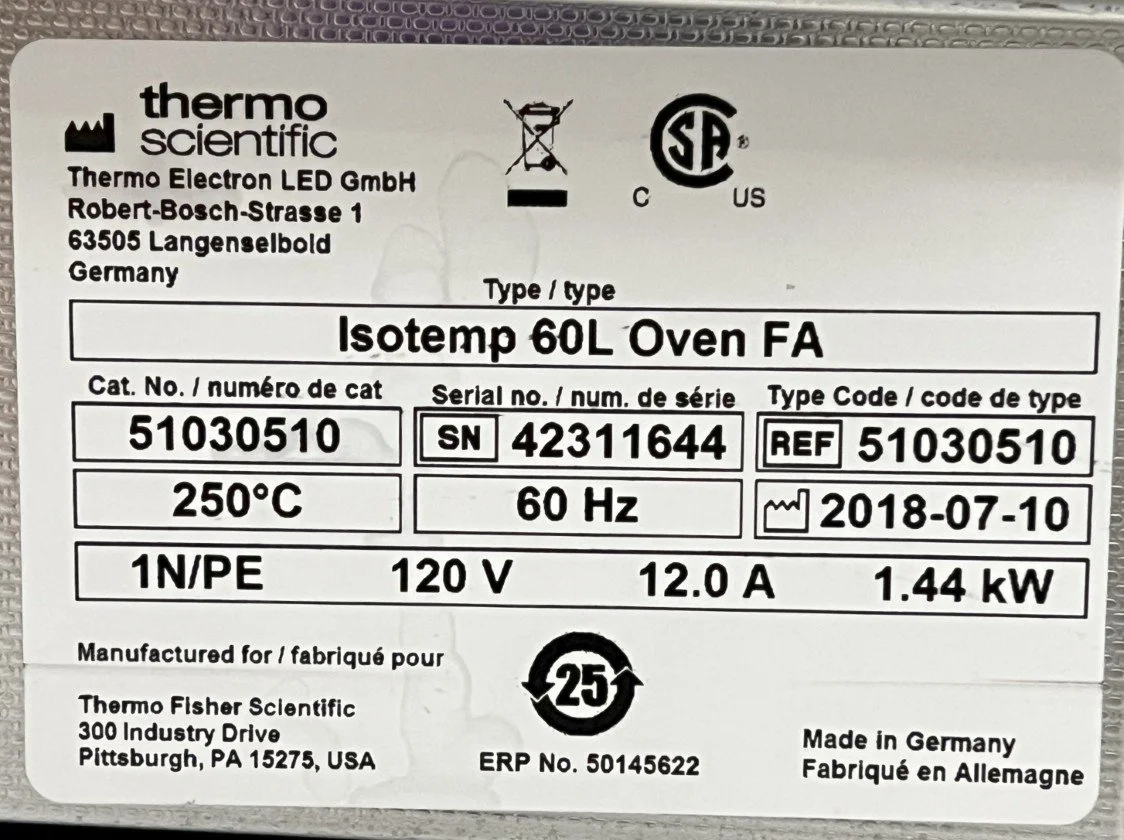 thermo
scientific
Thermo Electron LED GmbH
Robert-Bosch-Strasse 1
63505 Langenselbold
Germany
SA
C US
Type / type
Isotemp 60L Oven FA
Cat. No. / numéro de cat
51030510
Serial no. / num. de série
SN 42311644
Type Code / code de type
REF 51030510
250°C
60 Hz
2018-07-10
1N/PE 120 V 12.0 A 1.44 kW
Manufactured for / fabriqué pour
Thermo Fisher Scientific
300 Industry Drive
Pittsburgh, PA 15275, USA
25
ERP No. 50145622
Made in Germany
Fabriqué en Allemagne